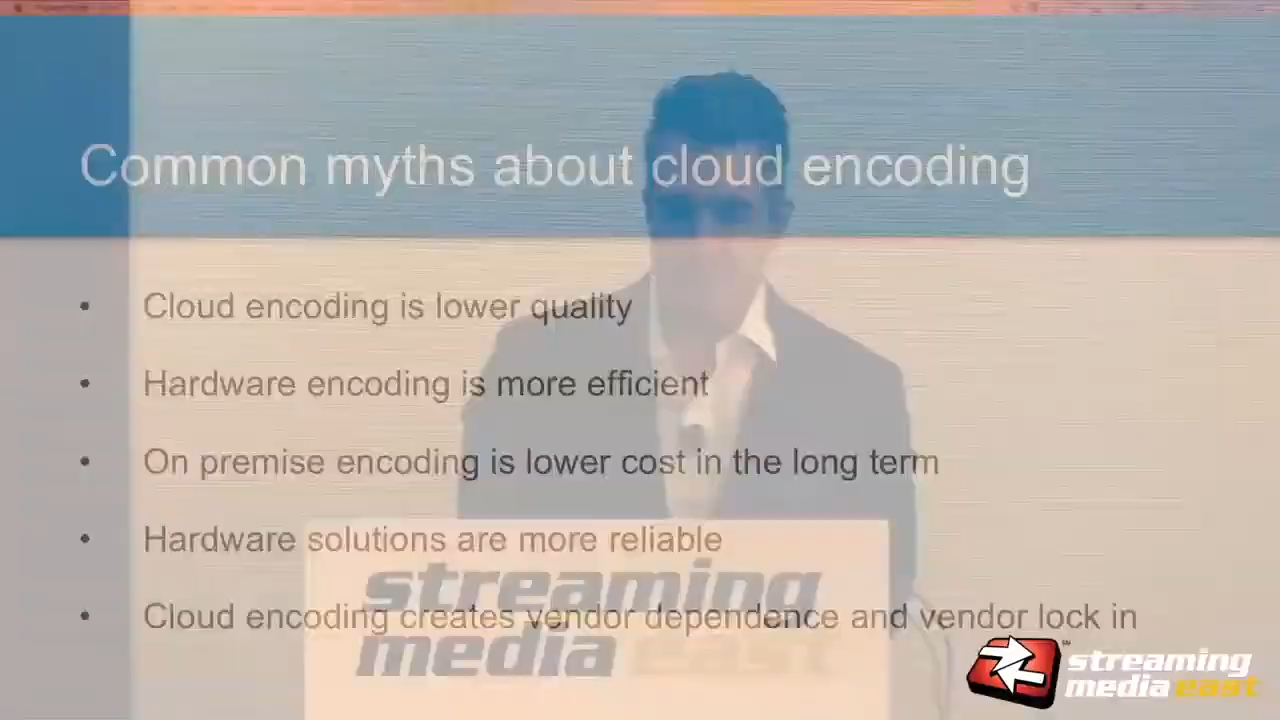 Common myths about cloud encoding
• Cloud encoding is lower quality
• Hardware encoding is more efficient
• On premise encoding is lower cost in the long term
• Hardware solutions are more reliable
• Cloud encoding creates vendor dependence and vendor lock in
streaming
media east
streaming
media east